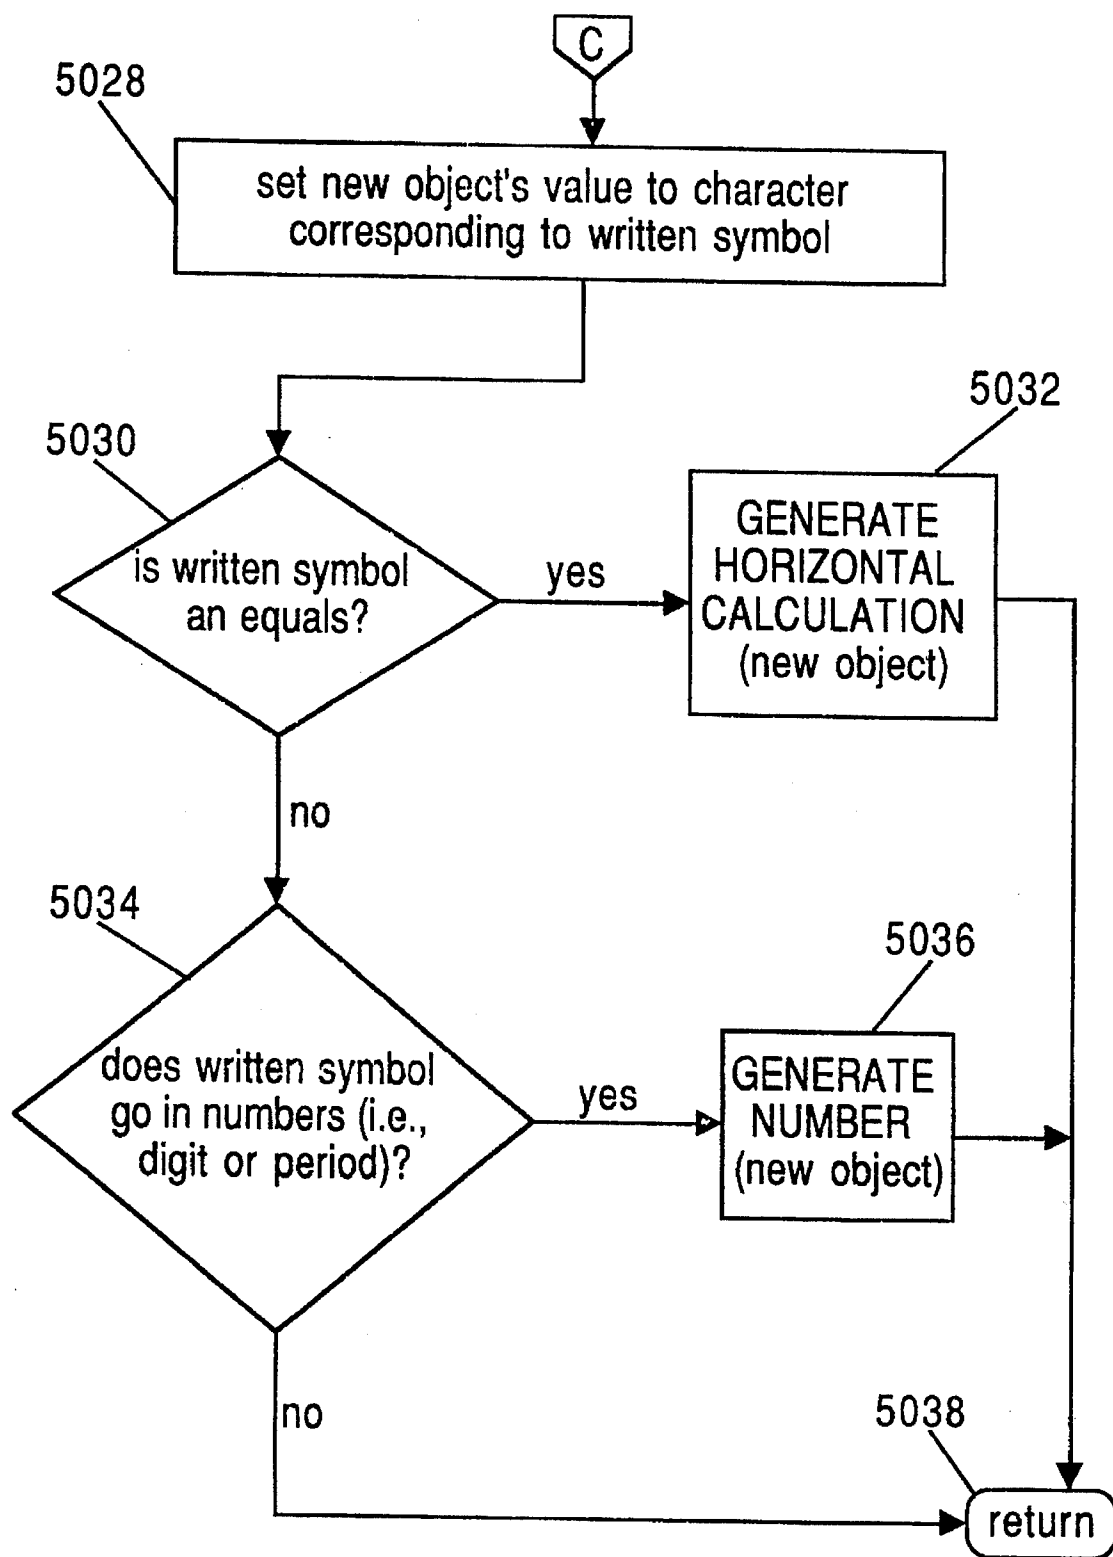 C
5028
set new object's value to character
corresponding to written symbol
5030
is written symbol
an equals?
yes
5032
GENERATE
HORIZONTAL
CALCULATION
(new object)
no
5034
does written symbol
go in numbers (i.e.,
digit or period)?
yes
5036
GENERATE
NUMBER
(new object)
no
5038
return